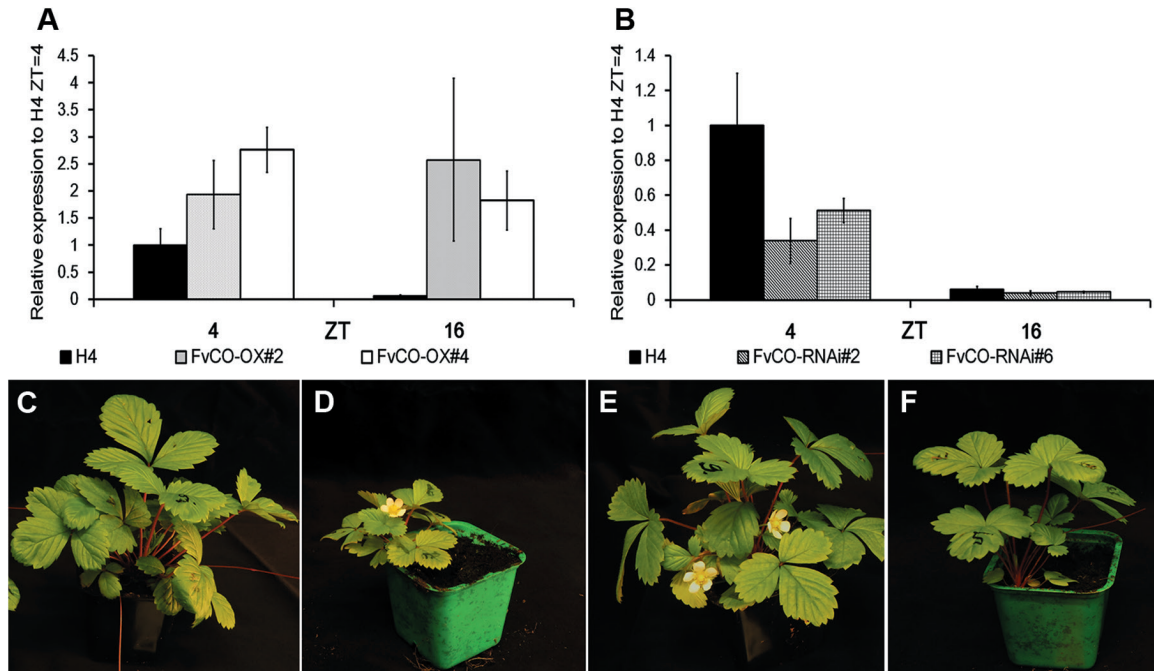 A
Relative expression to H4 ZT=4
4.5
4
3.5
3
2.5
2
1.5
1
0.5
0
4 ZT 16
H4 FvCO-OX#2 FvCO-OX#4
B
Relative expression to H4 ZT=4
1.4
1.2
1
0.8
0.6
0.4
0.2
0
4 ZT 16
H4 FvCO-RNAi#2 FvCO-RNAi#6
C
D
E
F
5